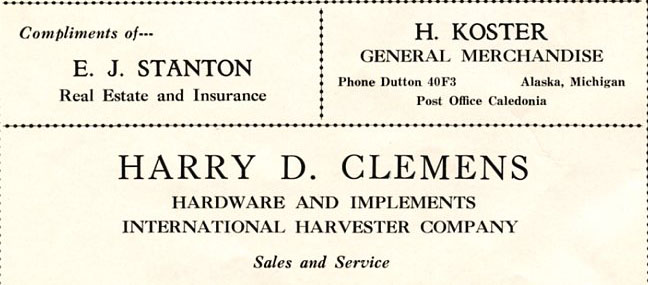 Compliments of---
E. J. STANTON
Real Estate and Insurance
H. KOSTER
GENERAL MERCHANDISE
Phone Dutton 40F3 Alaska, Michigan
Post Office Caledonia
HARRY D. CLEMENS
HARDWARE AND IMPLEMENTS
INTERNATIONAL HARVESTER COMPANY
Sales and Service